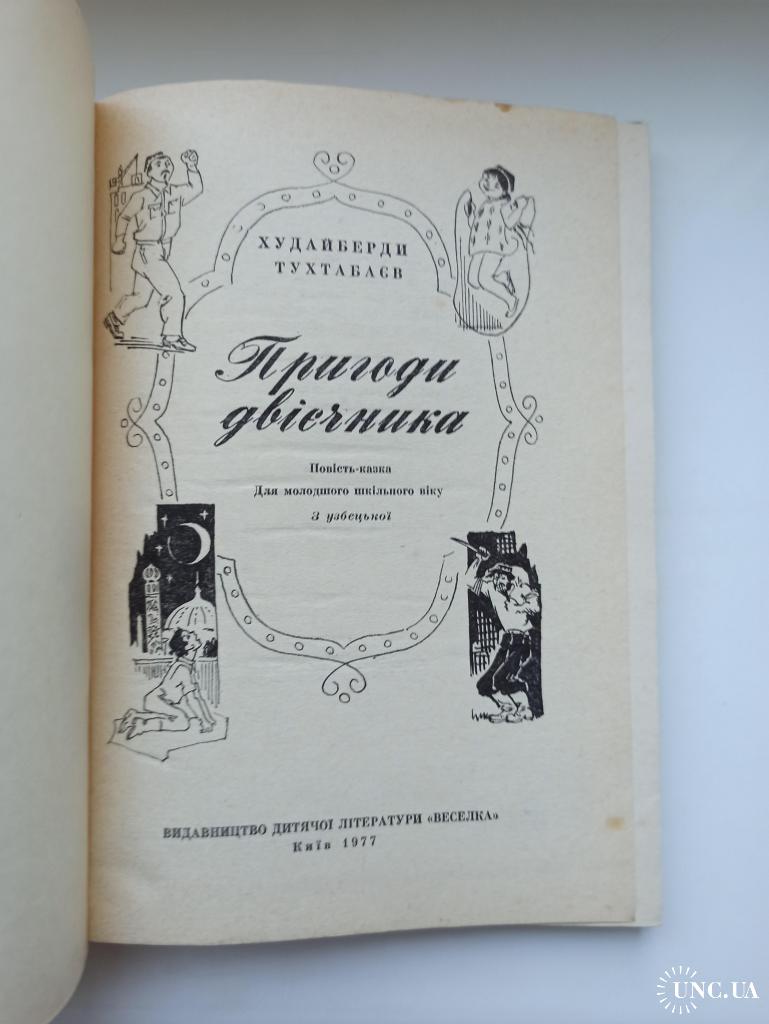 ХУДАЙБЕРДИ
ТУХТАБАЄВ
Пригоди
двієчника
Повість-казка
Для молодшого шкільного віку
З узбецької
ВИДАВНИЦТВО ДИТЯЧОЇ ЛІТЕРАТУРИ «ВЕСЕЛКА»
Київ 1977
UNC.UA